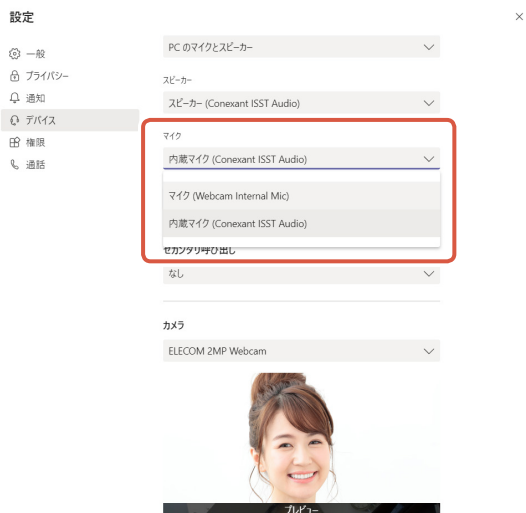 設定
一般
プライバシー
通知
デバイス
権限
通話
PC のマイクとスピーカー
スピーカー
スピーカー (Conexant ISST Audio)
マイク
内蔵マイク (Conexant ISST Audio)
マイク (Webcam Internal Mic)
内蔵マイク (Conexant ISST Audio)
セカンダリ呼び出し
なし
カメラ
ELECOM 2MP Webcam
プレビュー